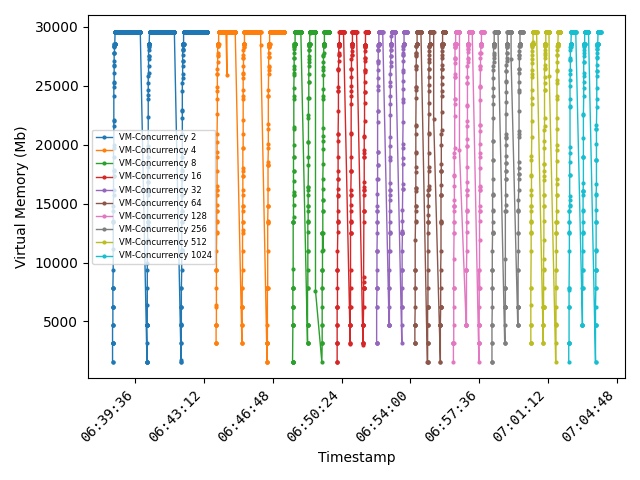 30000
25000
20000
15000
10000
5000
Virtual Memory (Mb)
VM-Concurrency 2
VM-Concurrency 4
VM-Concurrency 8
VM-Concurrency 16
VM-Concurrency 32
VM-Concurrency 64
VM-Concurrency 128
VM-Concurrency 256
VM-Concurrency 512
VM-Concurrency 1024
06:39:36
06:43:12
06:46:48
06:50:24
06:54:00
06:57:36
07:01:12
07:04:48
Timestamp